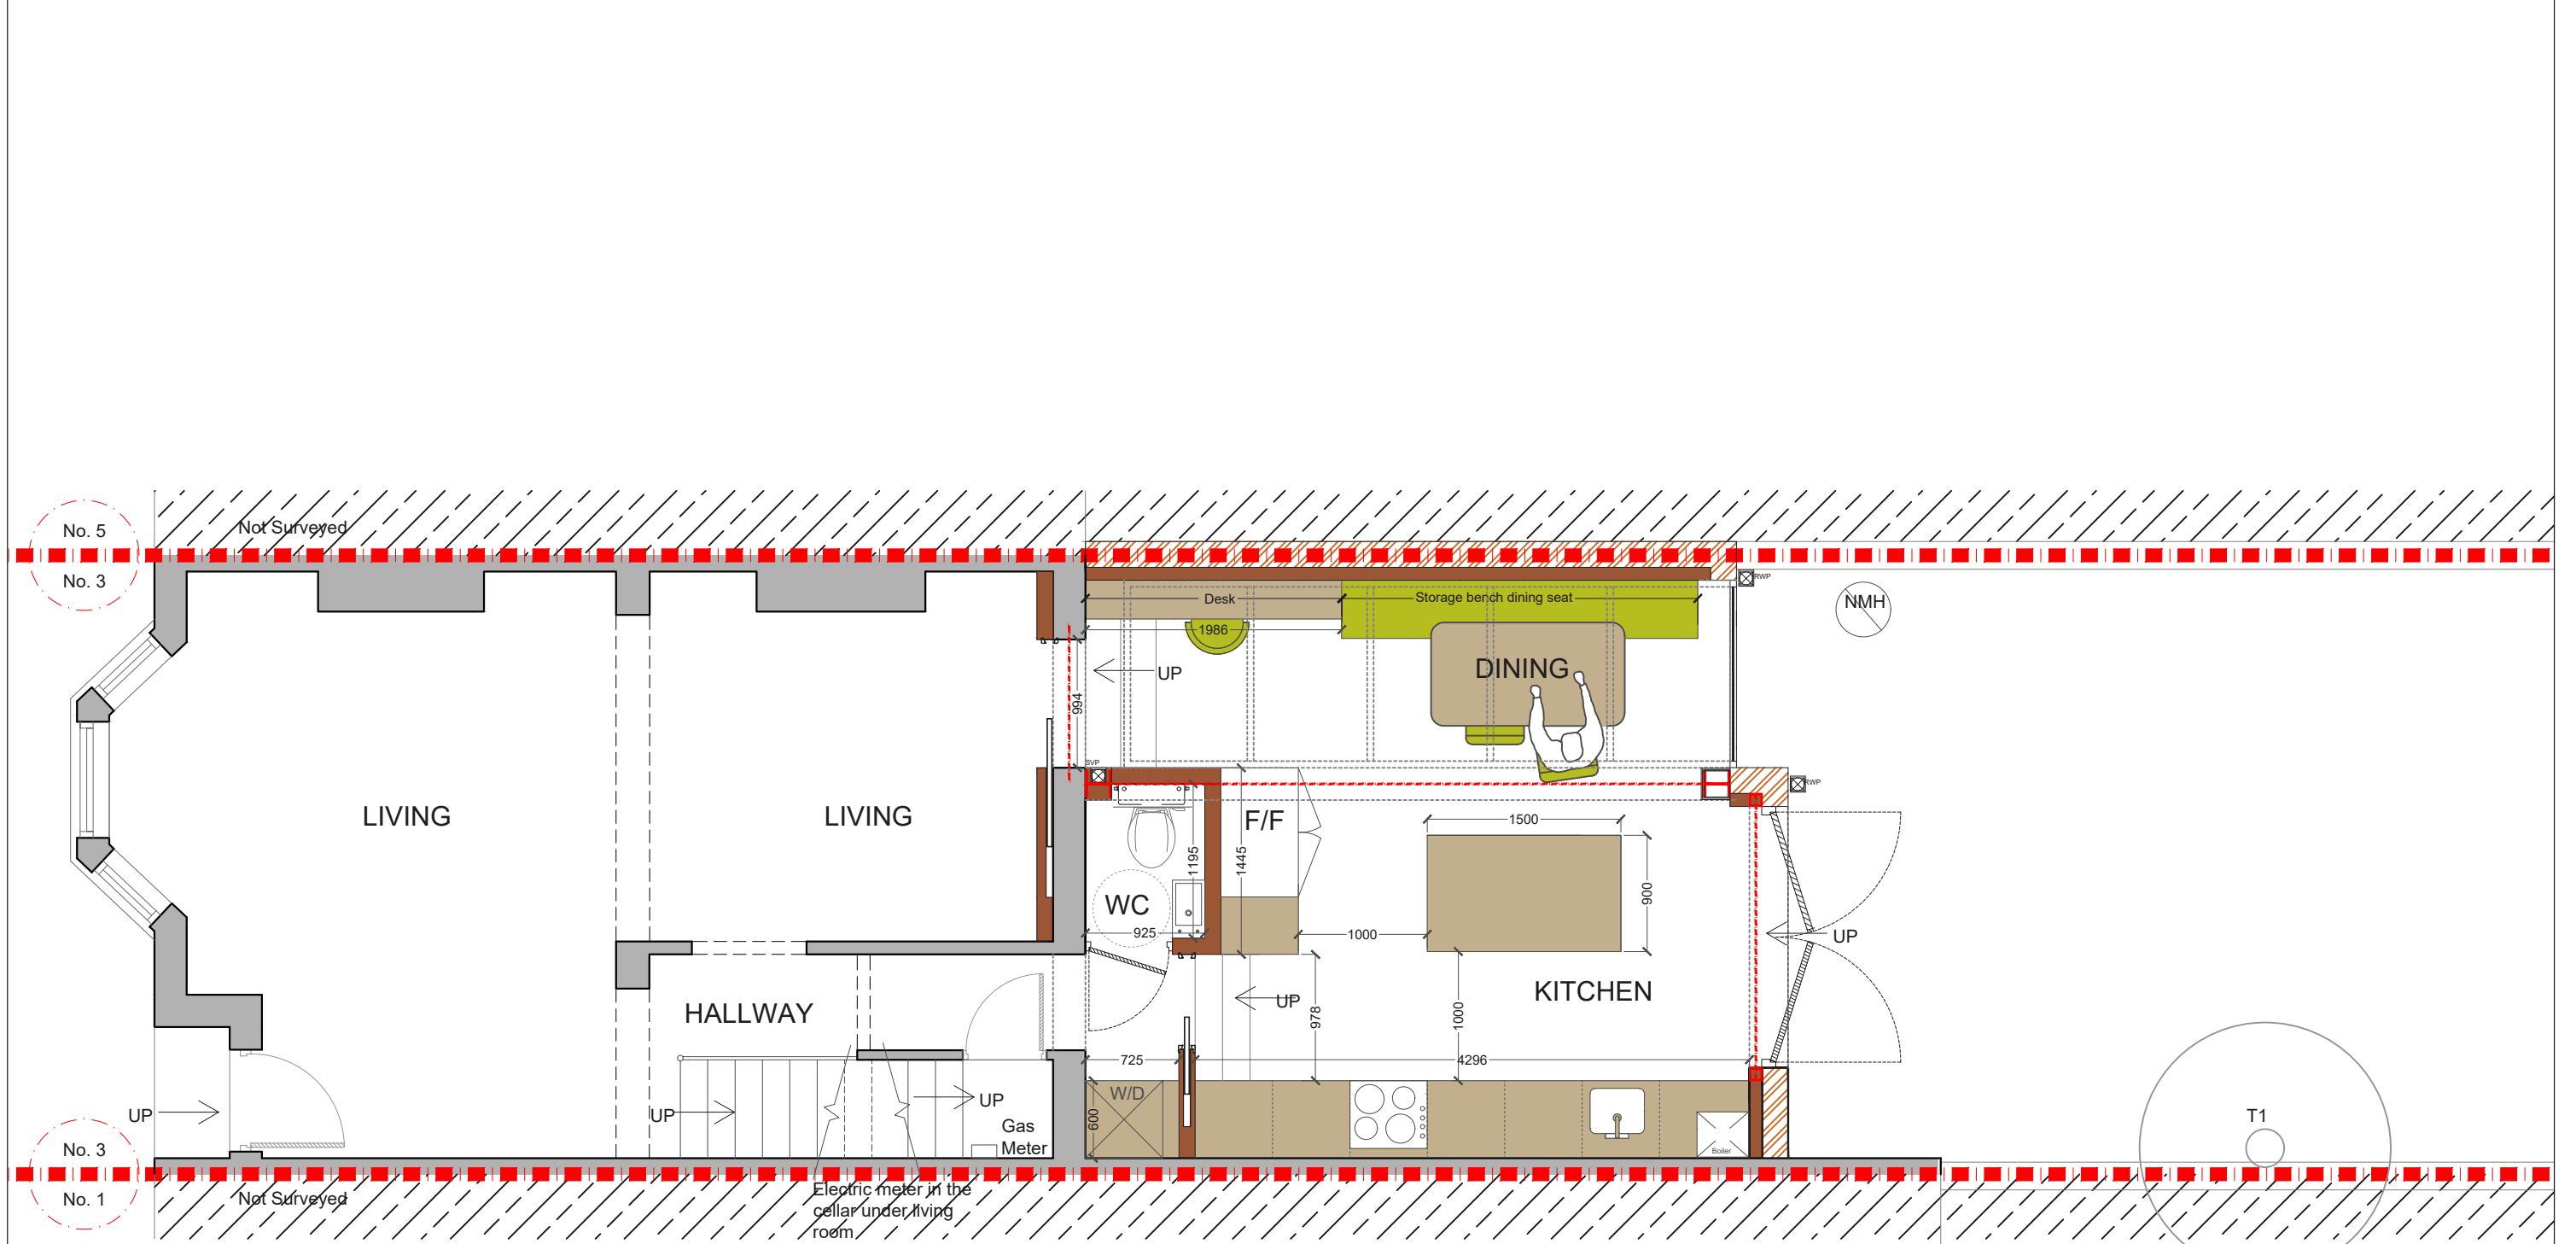 No. 5
No. 3
Not Surveyed
Desk
Storage bench dining seat
1986
RWP
NMH
UP
DINING
994
SVP
RWP
LIVING
LIVING
F/F
1500
1195
1445
900
WC
925
1000
UP
KITCHEN
HALLWAY
UP
978
1000
725
4296
W/D
600
UP
UP
UP
Gas
Meter
Boiler
T1
No. 3
No. 1
Not Surveyed
Electric meter in the
cellar under living
room